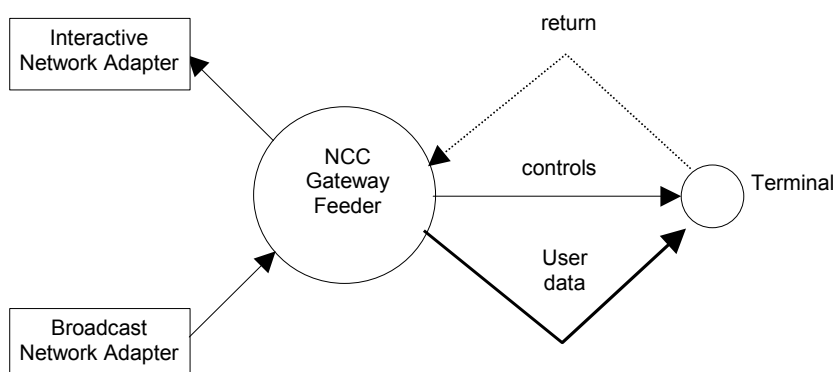 Interactive
Network Adapter
return
NCC
Gateway
Feeder
controls
Terminal
User
data
Broadcast
Network Adapter